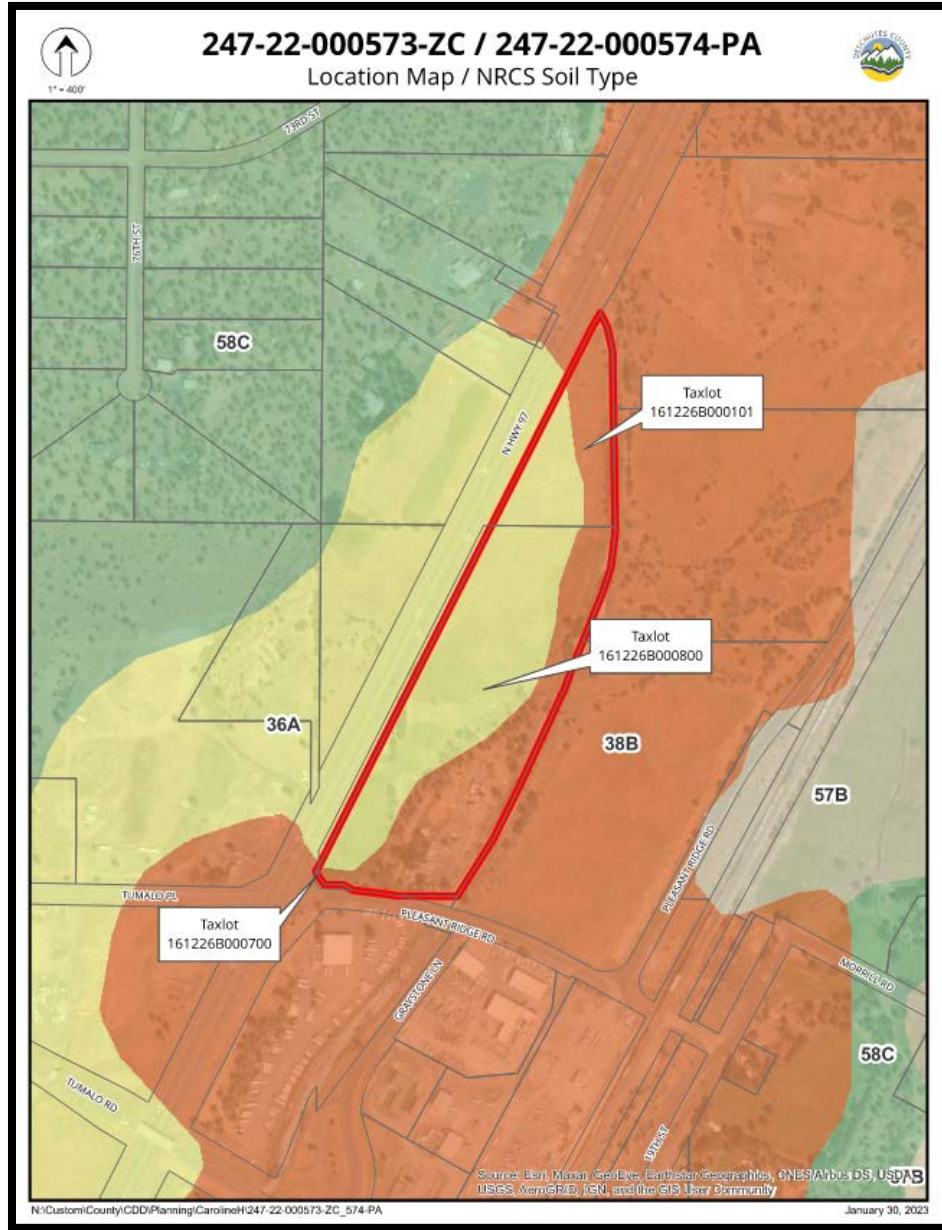 247-22-000573-ZC / 247-22-000574-PA
Location Map / NRCS Soil Type
1" = 400'
DESCHUTES COUNTY
73RD ST
76TH ST
58C
Taxlot
161226B000101
N HWY 97
Taxlot
161226B000800
36A
38B
57B
PLEASANT RIDGE RD
TUMALO PL
Taxlot
161226B000700
PLEASANT RIDGE RD
GRAYSTONE LN
MORRILL RD
58C
TUMALO RD
19TH ST
Source: Esri, Maxar, GeoEye, Earthstar Geographics, CNES/Airbus DS, USDA,
USGS, AeroGRID, IGN, and the GIS User Community
N:\Custom\County\CDD\Planning\CarolineH\247-22-000573-ZC_574-PA
January 30, 2023